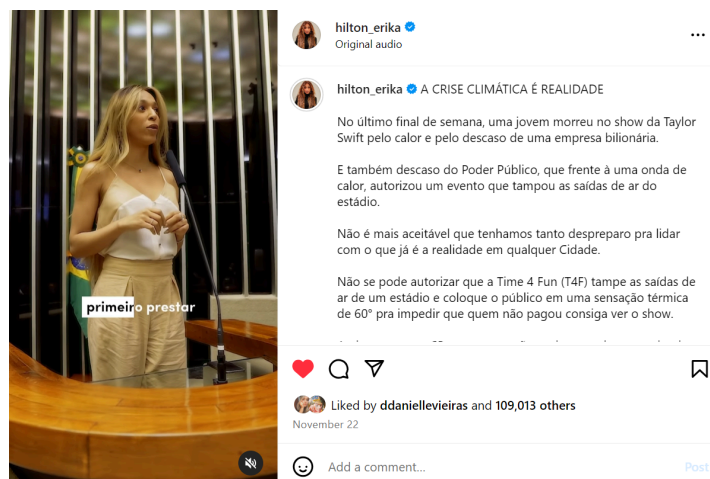 primeiro prestar
hilton_erika
Original audio
hilton_erika A CRISE CLIMÁTICA É REALIDADE
No último final de semana, uma jovem morreu no show da Taylor
Swift pelo calor e pelo descaso de uma empresa bilionária.
E também descaso do Poder Público, que frente à uma onda de
calor, autorizou um evento que tampou as saídas de ar do
estádio.
Não é mais aceitável que tenhamos tanto despreparo pra lidar
com o que já é a realidade em qualquer Cidade.
Não se pode autorizar que a Time 4 Fun (T4F) tampe as saídas de
ar de um estádio e coloque o público em uma sensação térmica
de 60° pra impedir que quem não pagou consiga ver o show.
Liked by ddaniellevieiras and 109,013 others
November 22
Add a comment...
Post